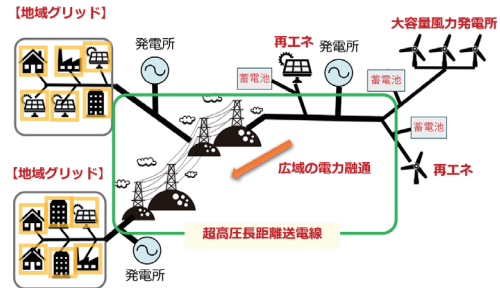 【地域グリッド】
発電所
再エネ
発電所
大容量風力発電所
蓄電池
蓄電池
蓄電池
再エネ
広域の電力融通
【地域グリッド】
超高圧長距離送電線
発電所